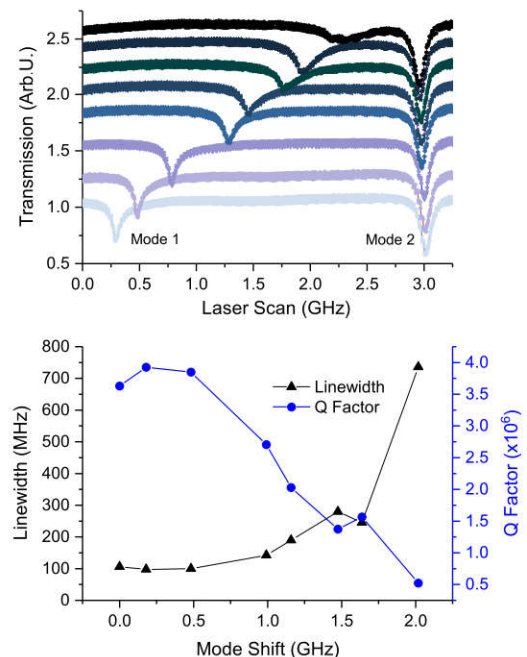 Transmission (Arb.U.)
2.5
2.0
1.5
1.0
0.5
Mode 1
Mode 2
0.0 0.5 1.0 1.5 2.0 2.5 3.0
Laser Scan (GHz)
Linewidth (MHz)
800
700
600
500
400
300
200
100
0
Linewidth
Q Factor
4.0
3.5
3.0
2.5
2.0
1.5
1.0
0.5
Q Factor (x10⁶)
0.0 0.5 1.0 1.5 2.0
Mode Shift (GHz)